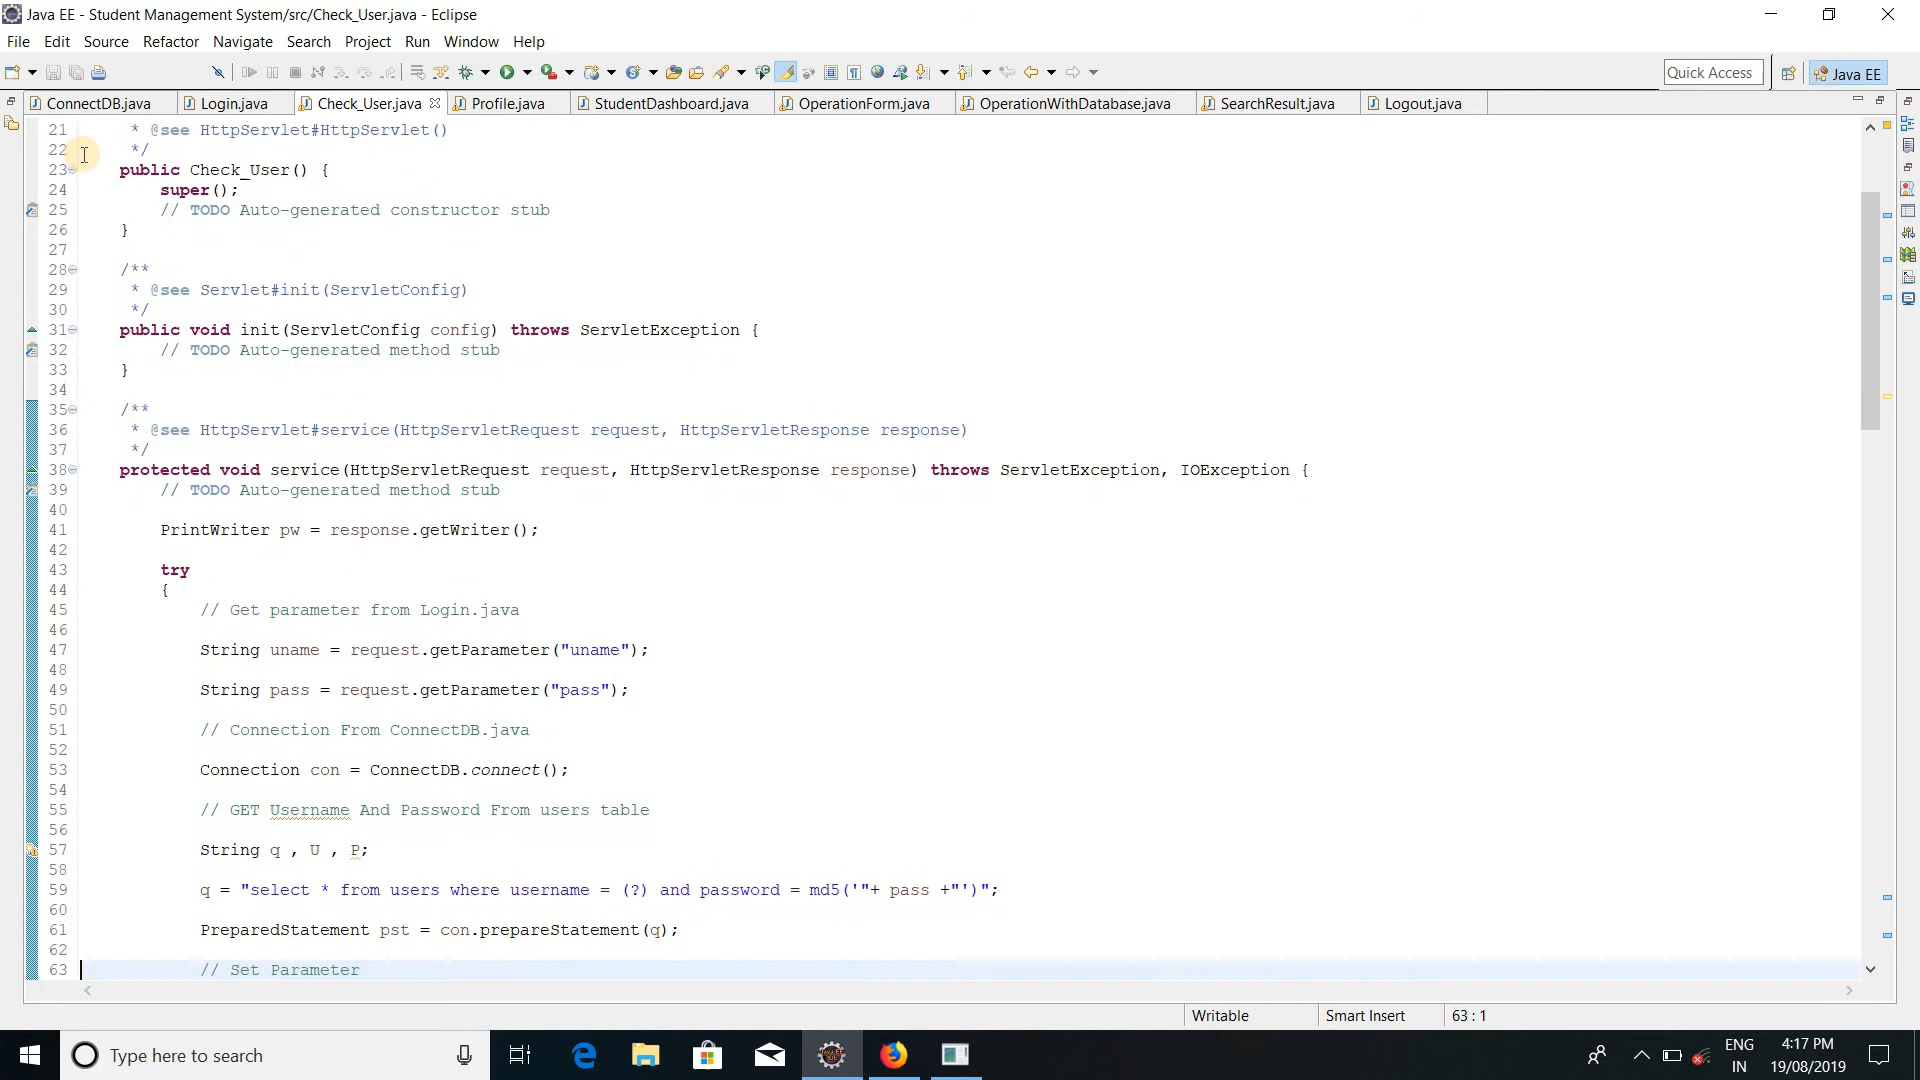 Java EE - Student Management System/src/Check_User.java - Eclipse
File Edit Source Refactor Navigate Search Project Run Window Help
Quick Access Java EE
ConnectDB.java Login.java Check_User.java Profile.java StudentDashboard.java OperationForm.java OperationWithDatabase.java SearchResult.java Logout.java
21 * @see HttpServlet#HttpServlet()
22 */
23 public Check_User() {
24 super();
25 // TODO Auto-generated constructor stub
26 }
27
28 /**
29 * @see Servlet#init(ServletConfig)
30 */
31 public void init(ServletConfig config) throws ServletException {
32 // TODO Auto-generated method stub
33 }
34
35 /**
36 * @see HttpServlet#service(HttpServletRequest request, HttpServletResponse response)
37 */
38 protected void service(HttpServletRequest request, HttpServletResponse response) throws ServletException, IOException {
39 // TODO Auto-generated method stub
40
41 PrintWriter pw = response.getWriter();
42
43 try
44 {
45 // Get parameter from Login.java
46
47 String uname = request.getParameter("uname");
48
49 String pass = request.getParameter("pass");
50
51 // Connection From ConnectDB.java
52
53 Connection con = ConnectDB.connect();
54
55 // GET Username And Password From users table
56
57 String q , U , P;
58
59 q = "select * from users where username = (?) and password = md5('"+ pass +"')";
60
61 PreparedStatement pst = con.prepareStatement(q);
62
63 // Set Parameter
Writable Smart Insert 63 : 1
Type here to search
ENG
IN
4:17 PM
19/08/2019